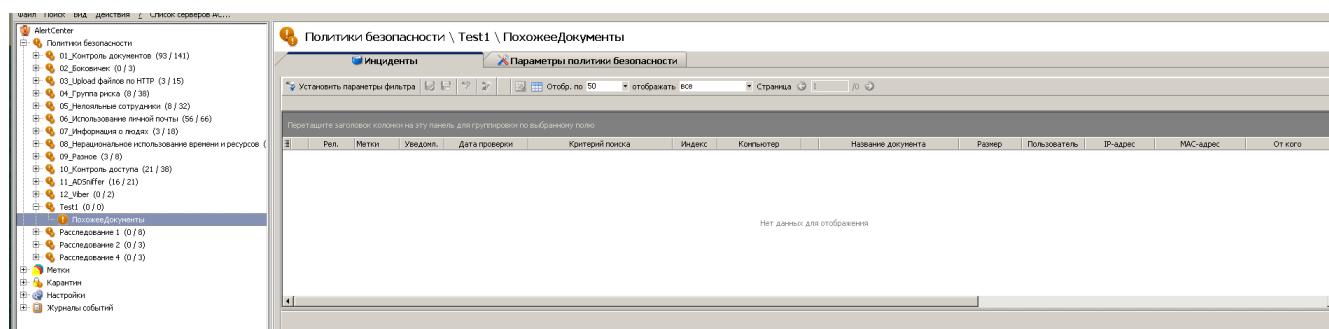 Файл Поиск Вид Действия ? Список серверов AC...
AlertCenter
Политики безопасности
01_Контроль документов (93 / 141)
02_Боковичек (0 / 3)
03_Upload файлов по HTTP (3 / 15)
04_Группа риска (8 / 38)
05_Нелояльные сотрудники (8 / 32)
06_Использование личной почты (56 / 66)
07_Информация о людях (3 / 18)
08_Нерациональное использование времени и ресурсов (
09_Разное (3 / 8)
10_Контроль доступа (21 / 38)
11_ADSniffer (16 / 21)
12_Viber (0 / 2)
Test1 (0 / 0)
ПохожееДокументы
Расследование 1 (0 / 8)
Расследование 2 (0 / 3)
Расследование 4 (0 / 3)
Метки
Карантин
Настройки
Журналы событий
Политики безопасности \ Test1 \ ПохожееДокументы
Инциденты Параметры политики безопасности
Установить параметры фильтра Отобр. по 50 отображать все Страница 1 /0
Перетащите заголовок колонки на эту панель для группировки по выбранному полю
Рел. Метки Уведомл. Дата проверки Критерий поиска Индекс Компьютер Название документа Размер Пользователь IP-адрес MAC-адрес От кого
Нет данных для отображения